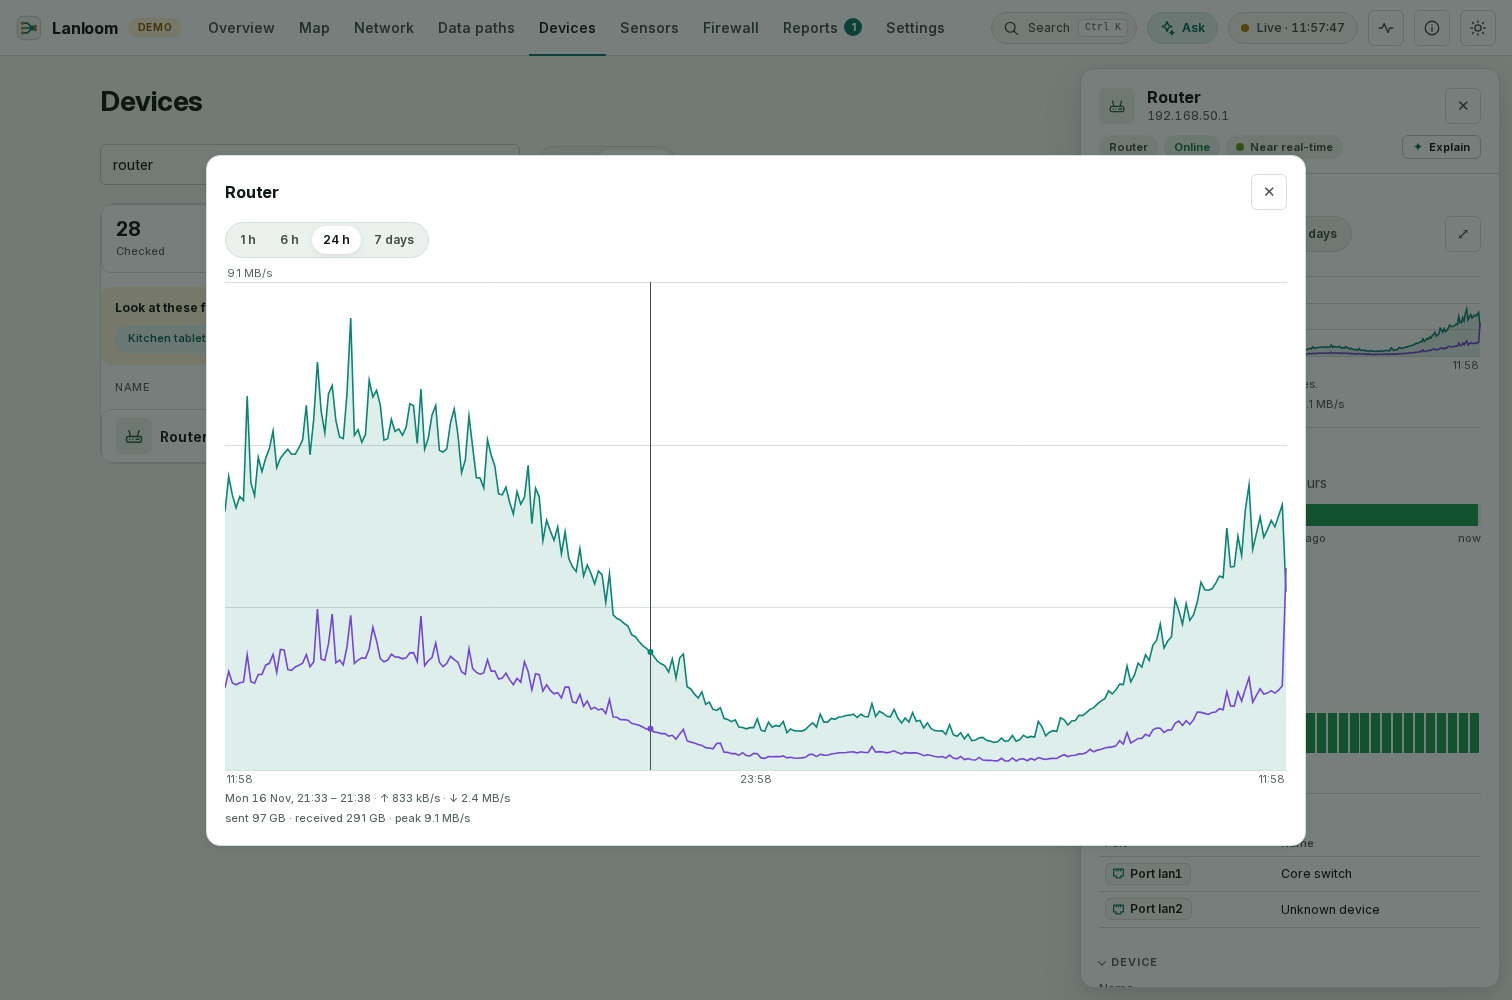 Lanloom DEMO Overview Map Network Data paths Devices Sensors Firewall Reports 1 Settings Search Ctrl K Ask Live · 11:57:47
Devices
router
28
Checked
Look at these f
Kitchen tablet
NAME
Router
Router
1 h 6 h 24 h 7 days
9.1 MB/s
11:58 23:58 11:58
Mon 16 Nov, 21:33 – 21:38 · ↑ 833 kB/s · ↓ 2.4 MB/s
sent 97 GB · received 291 GB · peak 9.1 MB/s
Router
192.168.50.1
Router Online Near real-time Explain
days
11:58
es.
.1 MB/s
urs
ago now
Port lan1 Core switch
Port lan2 Unknown device
DEVICE